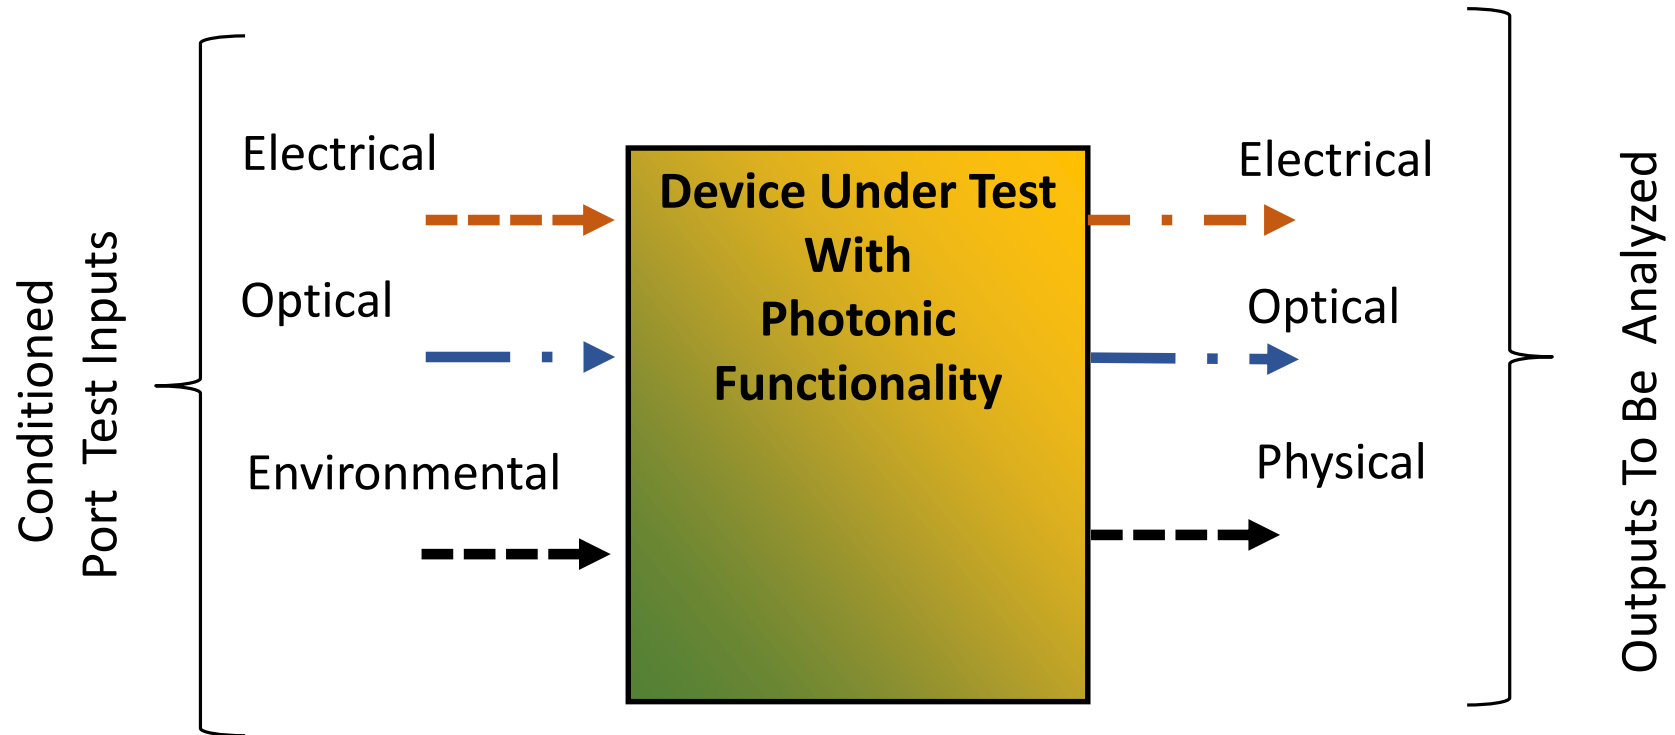 Conditioned
Port Test Inputs
Electrical
Optical
Environmental
Device Under Test
With
Photonic
Functionality
Electrical
Optical
Physical
Outputs To Be Analyzed